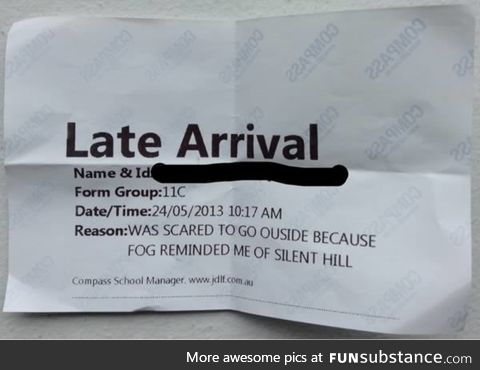 Late Arrival
Name & Id:
Form Group:11C
Date/Time:24/05/2013 10:17 AM
Reason:WAS SCARED TO GO OUSIDE BECAUSE
FOG REMINDED ME OF SILENT HILL
Compass School Manager. www.jdlf.com.au
More awesome pics at FUNsubstance.com